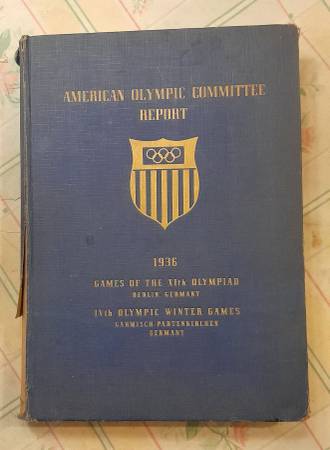 AMERICAN OLYMPIC COMMITTEE
REPORT
1936
GAMES OF THE XIth OLYMPIAD
BERLIN, GERMANY
IVth OLYMPIC WINTER GAMES
GARMISCH-PARTENKIRCHEN
GERMANY